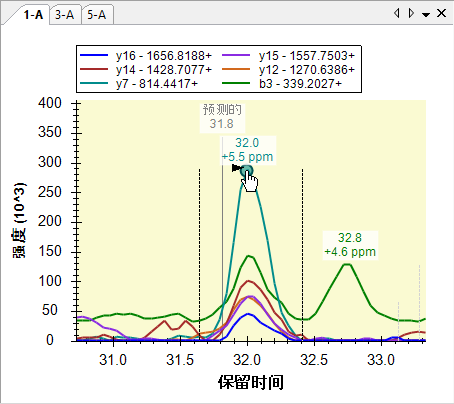 1-A 3-A 5-A
y16 - 1656.8188+ y15 - 1557.7503+
y14 - 1428.7077+ y12 - 1270.6386+
y7 - 814.4417+ b3 - 339.2027+
400
预测的
31.8
350
32.0
+5.5 ppm
300
250
32.8
+4.6 ppm
200
150
100
50
0
强度 (10^3)
31.0 31.5 32.0 32.5 33.0
保留时间